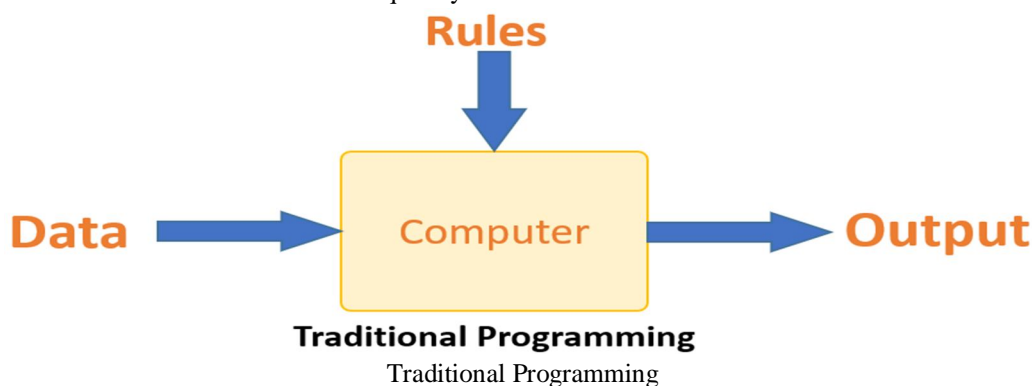 Rules
Data
Computer
Output
Traditional Programming
Traditional Programming